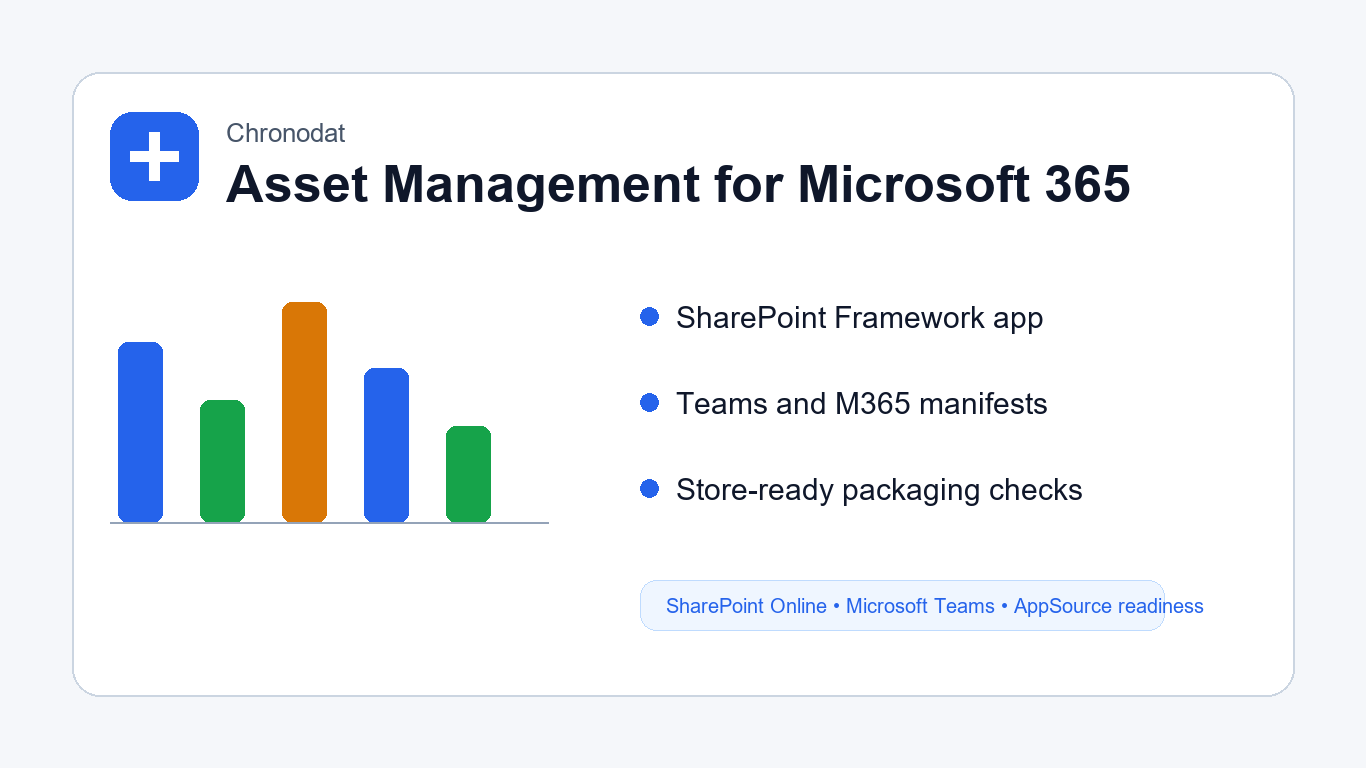 Chronodat
Asset Management for Microsoft 365
SharePoint Framework app
Teams and M365 manifests
Store-ready packaging checks
SharePoint Online • Microsoft Teams • AppSource readiness